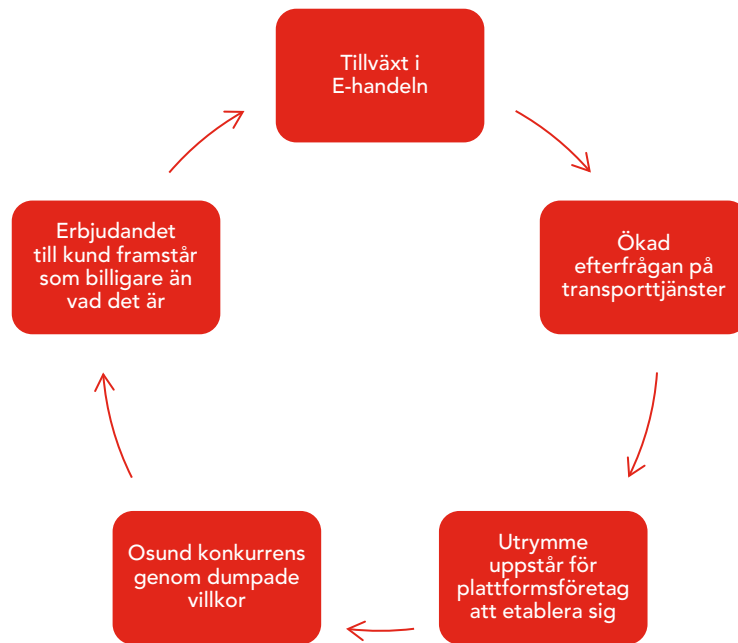 Tillväxt i
E-handeln
Ökad
efterfrågan på
transporttjänster
Utrymme
uppstår för
plattformsföretag
att etablera sig
Osund konkurrens
genom dumpade
villkor
Erbjudandet
till kund framstår
som billigare än
vad det är